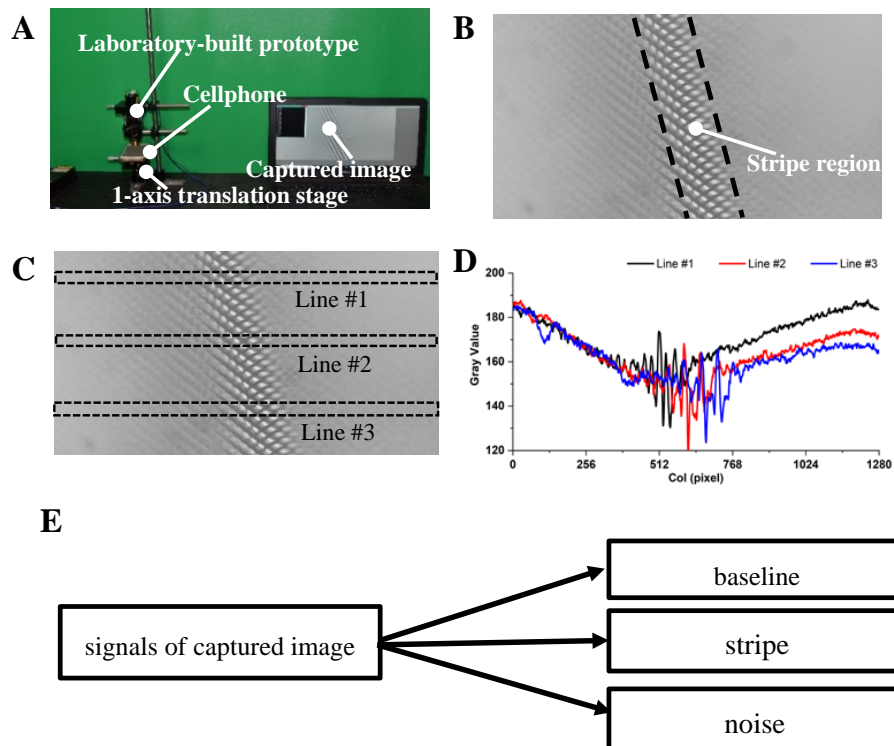 A
Laboratory-built prototype
Cellphone
Captured image
1-axis translation stage
B
Stripe region
C
Line #1
Line #2
Line #3
D
Line #1 Line #2 Line #3
200
180
160
140
120
Gray Value
0 256 512 768 1024 1280
Col (pixel)
E
signals of captured image
baseline
stripe
noise